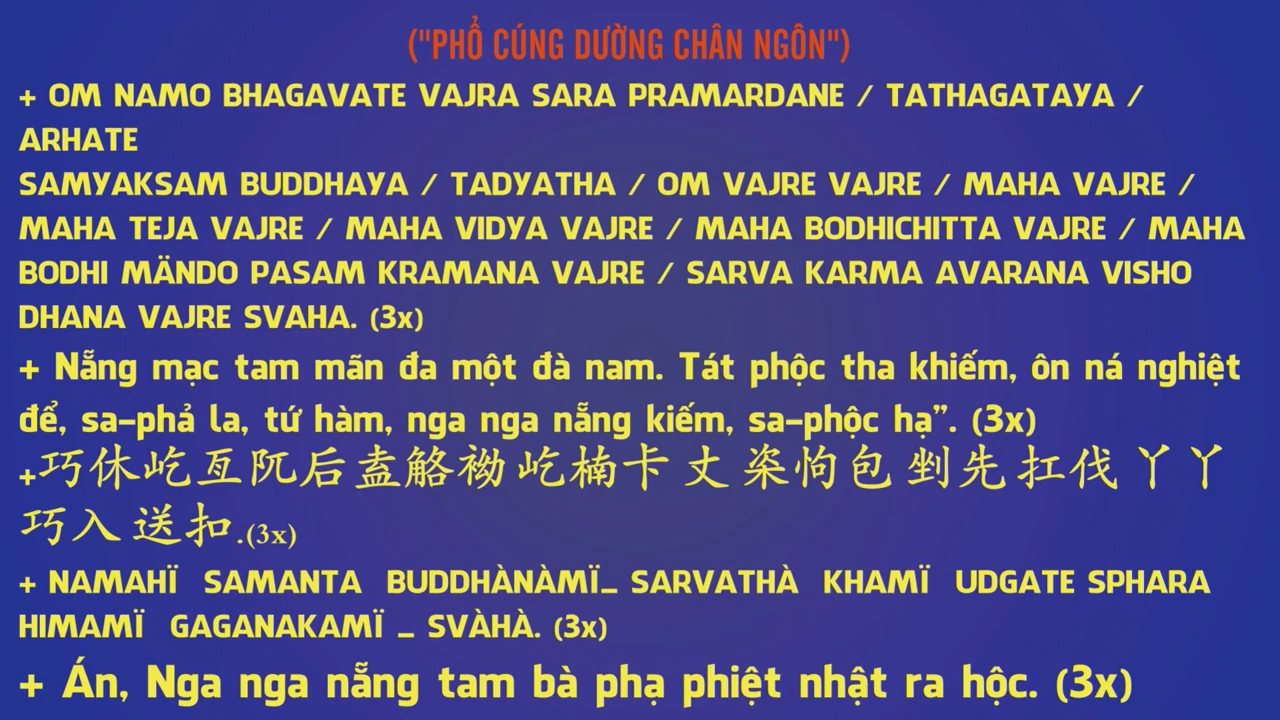 ("PHỔ CÚNG DƯỜNG CHÂN NGÔN")
+ OM NAMO BHAGAVATE VAJRA SARA PRAMARDANE / TATHAGATAYA /
ARHATE
SAMYAKSAM BUDDHAYA / TADYATHA / OM VAJRE VAJRE / MAHA VAJRE /
MAHA TEJA VAJRE / MAHA VIDYA VAJRE / MAHA BODHICHITTA VAJRE / MAHA
BODHI MÄNDO PASAM KRAMANA VAJRE / SARVA KARMA AVARANA VISHO
DHANA VAJRE SVAHA. (3x)
+ Nẵng mạc tam mãn đa một đà nam. Tát phộc tha khiếm, ôn ná nghiệt
để, sa-phả la, tứ hàm, nga nga nẵng kiếm, sa-phộc hạ”. (3x)
+巧休屹亙阢后盍觡袎屹楠卡丈栥怐包剉先扛伐丫丫
巧入送扣.(3x)
+ NAMAHÏ SAMANTA BUDDHÀNÀMÏ_ SARVATHÀ KHAMÏ UDGATE SPHARA
HIMAMÏ GAGANAKAMÏ _ SVÀHÀ. (3x)
+ Án, Nga nga nẵng tam bà phạ phiệt nhật ra hộc. (3x)